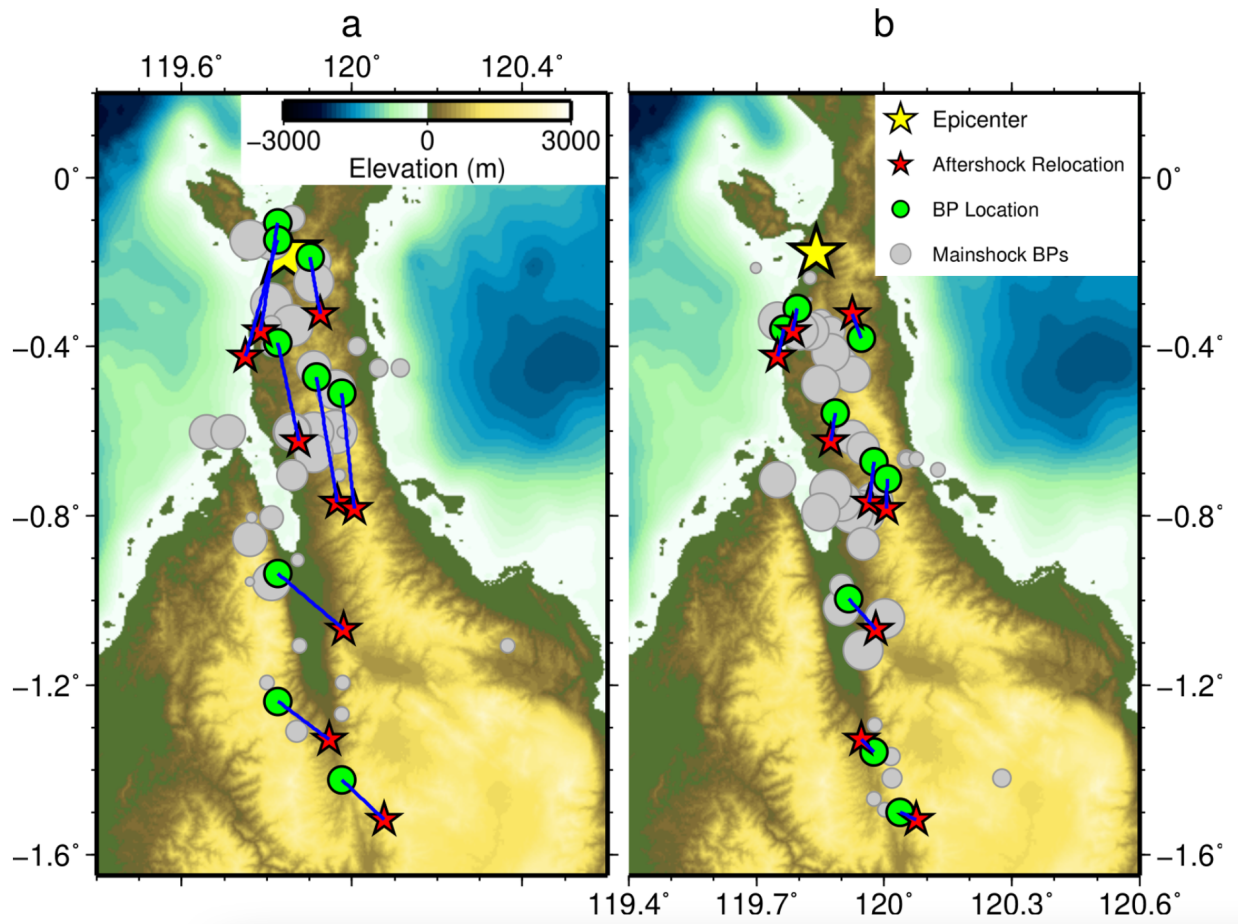 a
b
119.6˚ 120˚ 120.4˚
−3000 0 3000
Elevation (m)
Epicenter
Aftershock Relocation
BP Location
Mainshock BPs
0˚ 0˚
−0.4˚ −0.4˚
−0.8˚ −0.8˚
−1.2˚ −1.2˚
−1.6˚ −1.6˚
119.4˚ 119.7˚ 120˚ 120.3˚ 120.6˚